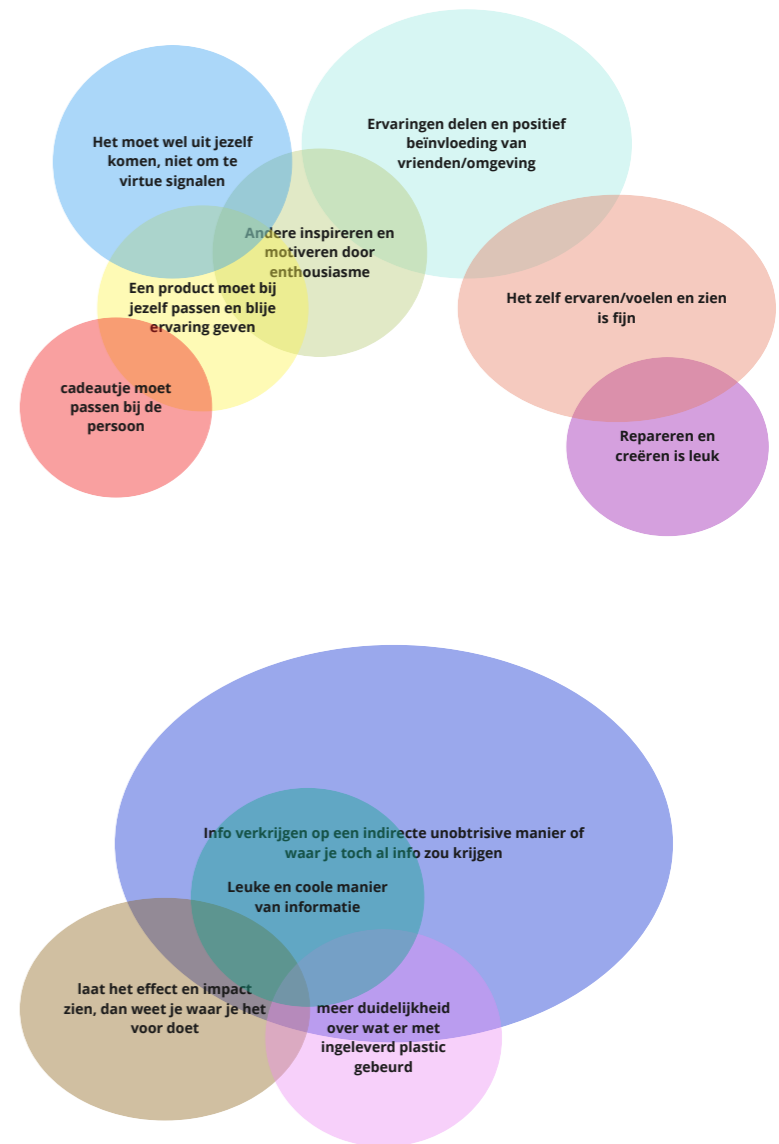 Ervaringen delen en positief
beïnvloeding van
vrienden/omgeving
Het moet wel uit jezelf
komen, niet om te
virtue signalen
Andere inspireren en
motiveren door
enthousiasme
Een product moet bij
jezelf passen en blije
ervaring geven
Het zelf ervaren/voelen en zien
is fijn
cadeautje moet
passen bij de
persoon
Repareren en
creëren is leuk
Info verkrijgen op een indirecte unobtrisive manier of
waar je toch al info zou krijgen
Leuke en coole manier
van informatie
laat het effect en impact
zien, dan weet je waar je het
voor doet
meer duidelijkheid
over wat er met
ingeleverd plastic
gebeurd